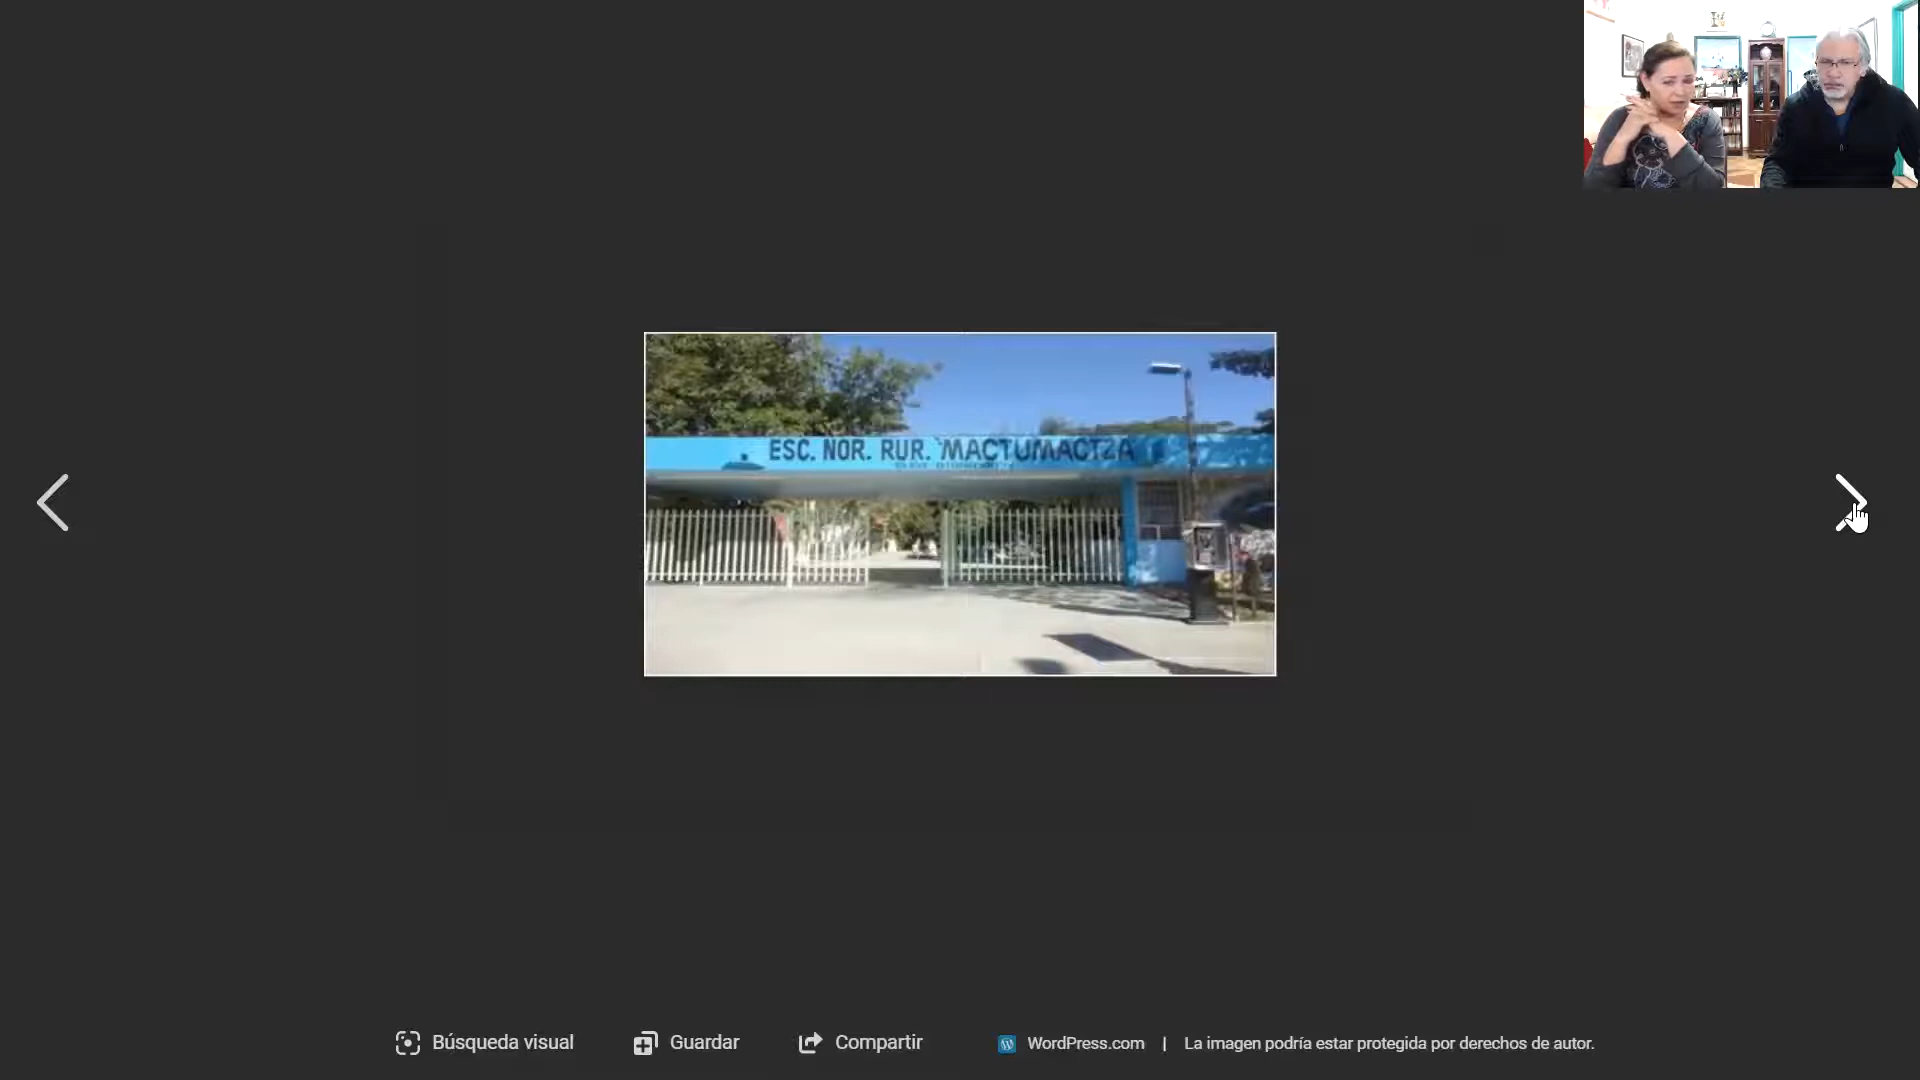 ESC. NOR. RUR. "MACTUMACTZA"
Búsqueda visual
Guardar
Compartir
WordPress.com | La imagen podría estar protegida por derechos de autor.